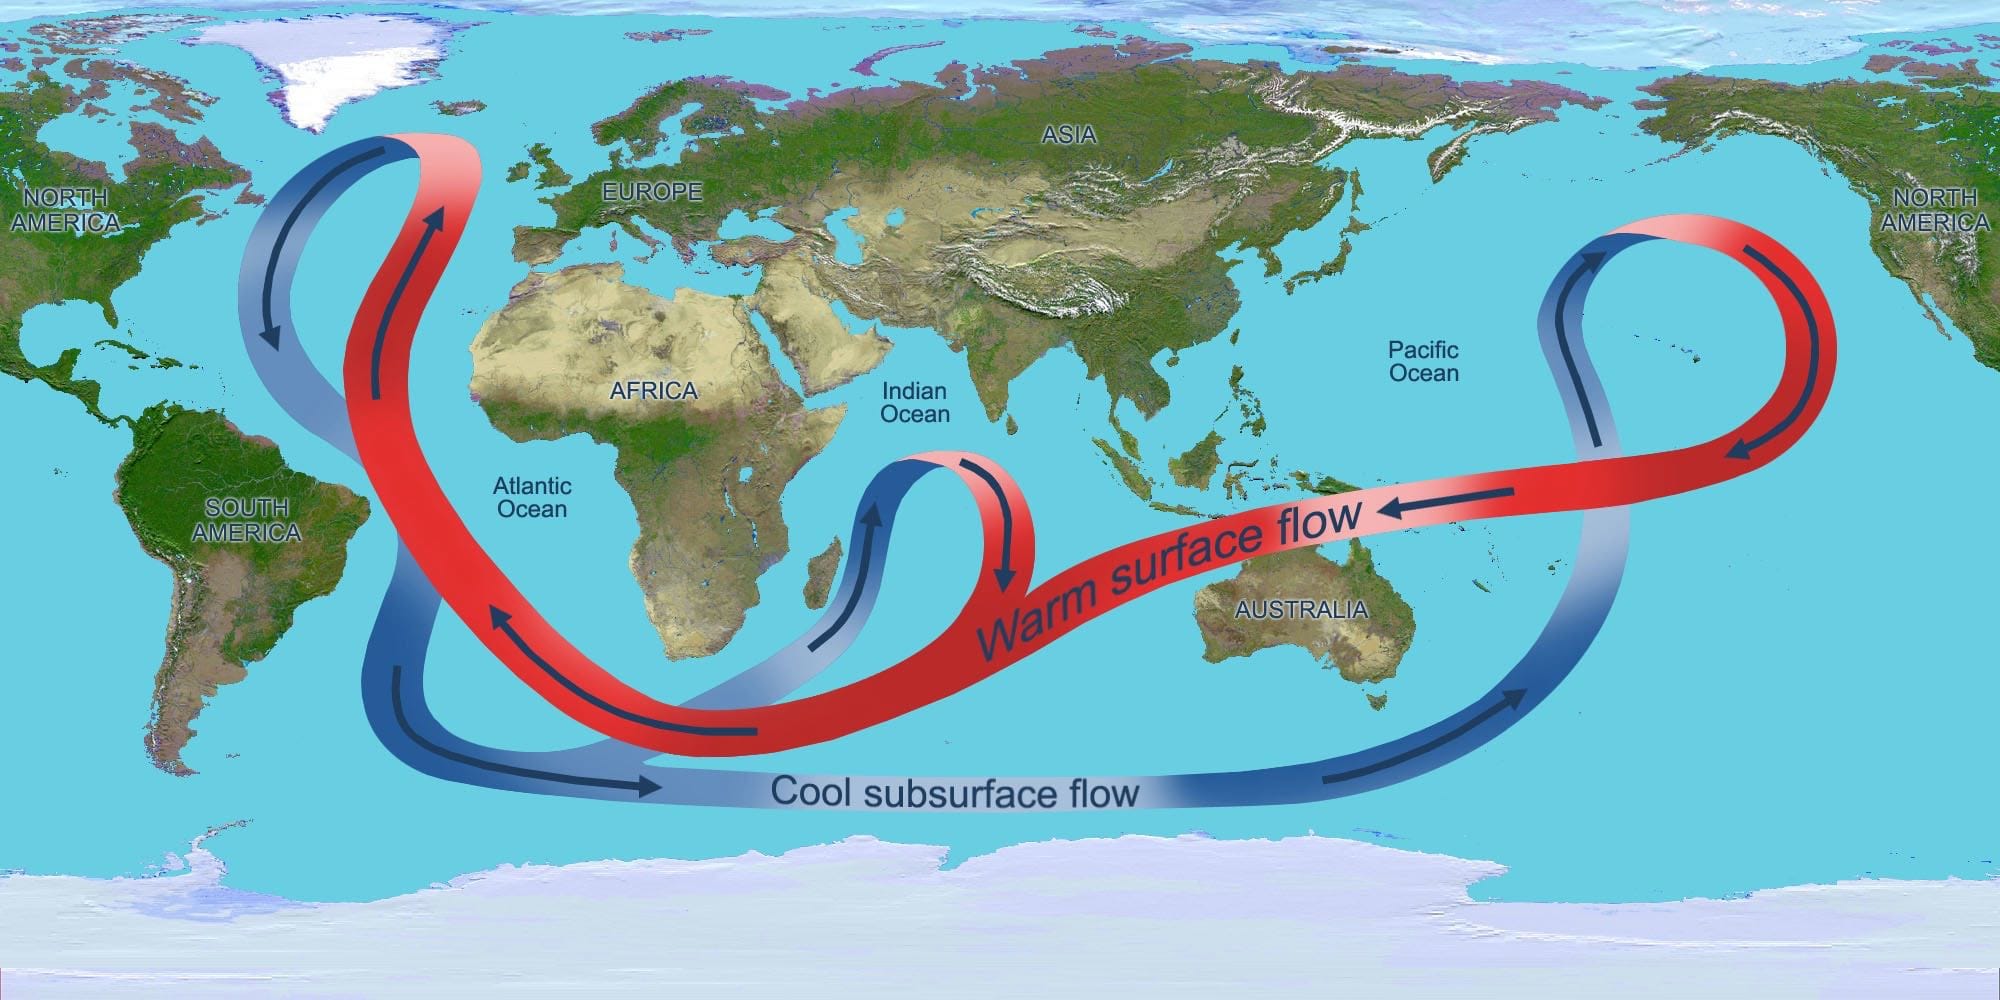 ASIA
EUROPE
NORTH
AMERICA
NORTH
AMERICA
Pacific
Ocean
AFRICA
Indian
Ocean
Atlantic
Ocean
SOUTH
AMERICA
Warm surface flow
AUSTRALIA
Cool subsurface flow